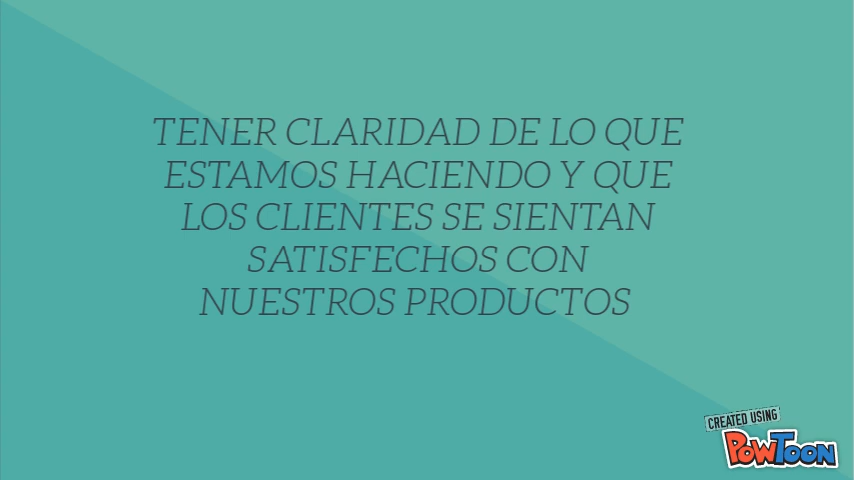 TENER CLARIDAD DE LO QUE
ESTAMOS HACIENDO Y QUE
LOS CLIENTES SE SIENTAN
SATISFECHOS CON
NUESTROS PRODUCTOS
CREATED USING
POWTOON